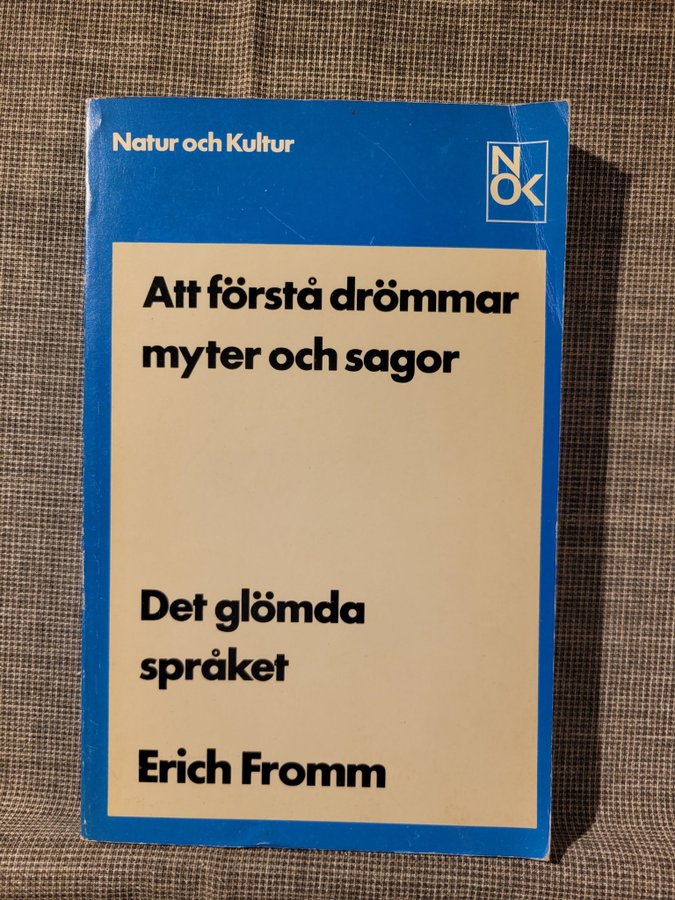 Natur och Kultur
N
OK
Att förstå drömmar
myter och sagor
Det glömda
språket
Erich Fromm